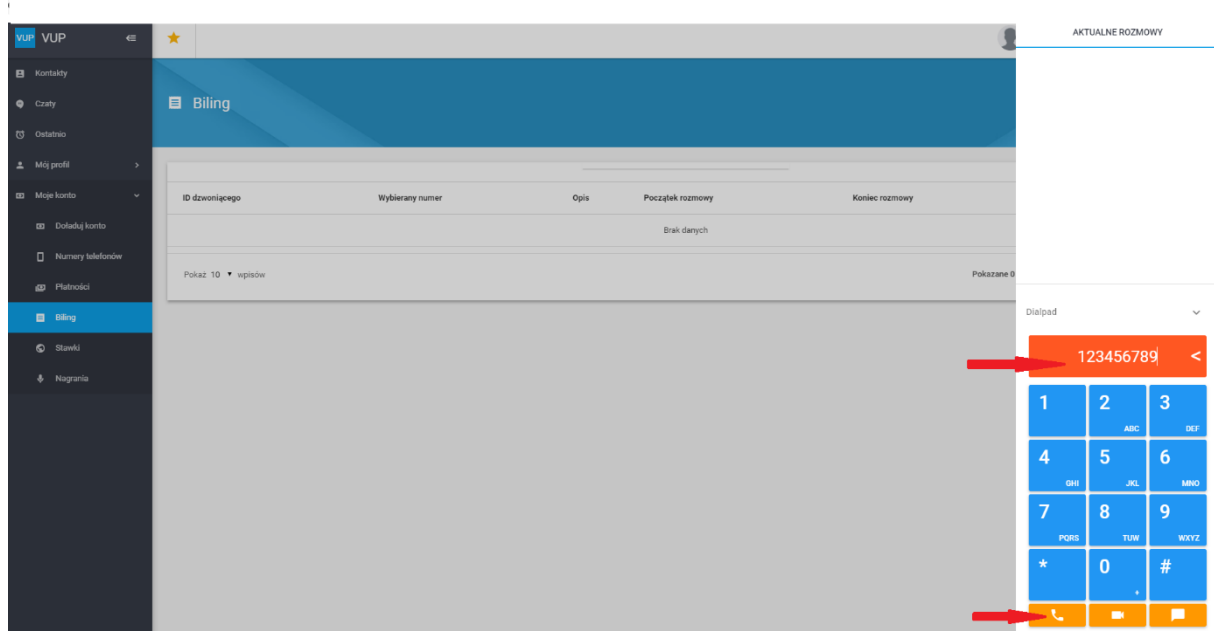 VUP VUP
AKTUALNE ROZMOWY
Kontakty
Czaty
Ostatnio
Mój profil
Moje konto
Doładuj konto
Numery telefonów
Płatności
Biling
Stawki
Nagrania
Biling
ID dzwoniącego Wybierany numer Opis Początek rozmowy Koniec rozmowy
Brak danych
Pokaż 10 wpisów
Pokazane 0
Dialpad
123456789 <
1 2 3
ABC DEF
4 5 6
GHI JKL MNO
7 8 9
PQRS TUW WXYZ
* 0 #
+